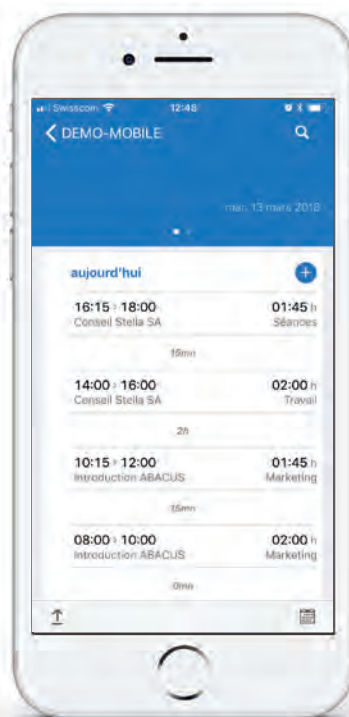 Swisscom 12:48
DEMO-MOBILE
mar. 13 mars 2018
aujourd'hui
16:15 › 18:00 01:45 h
Conseil Stella SA Séances
15mn
14:00 › 16:00 02:00 h
Conseil Stella SA Travail
2h
10:15 › 12:00 01:45 h
Introduction ABACUS Marketing
15mn
08:00 › 10:00 02:00 h
Introduction ABACUS Marketing
0mn